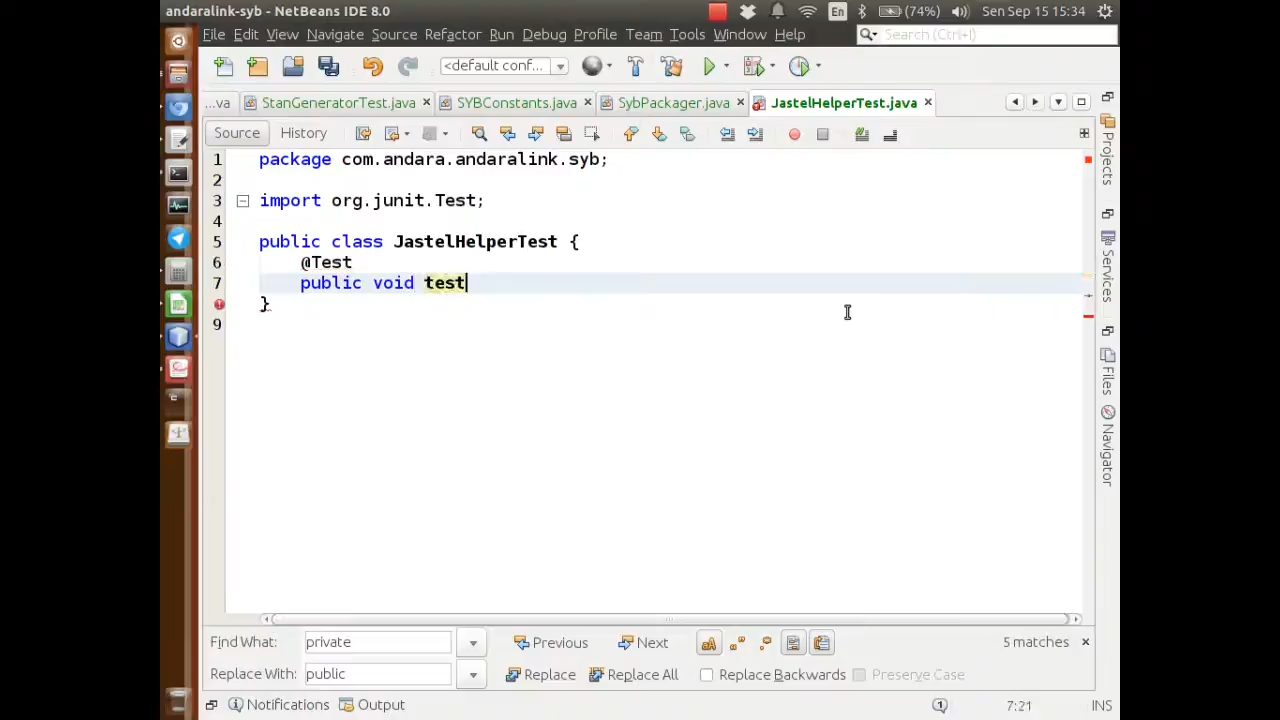 andaralink-syb - NetBeans IDE 8.0 En (74%) Sen Sep 15 15:34
File Edit View Navigate Source Refactor Run Debug Profile Team Tools Window Help Search (Ctrl+I)
<default conf...
...va StanGeneratorTest.java SYBConstants.java SybPackager.java JastelHelperTest.java
Source History
1 package com.andara.andaralink.syb;
2
3 import org.junit.Test;
4
5 public class JastelHelperTest {
6 @Test
7 public void test
}
9
Projects
Services
Files
Navigator
Find What: private Previous Next 5 matches
Replace With: public Replace Replace All Replace Backwards Preserve Case
Notifications Output 1 7:21 INS